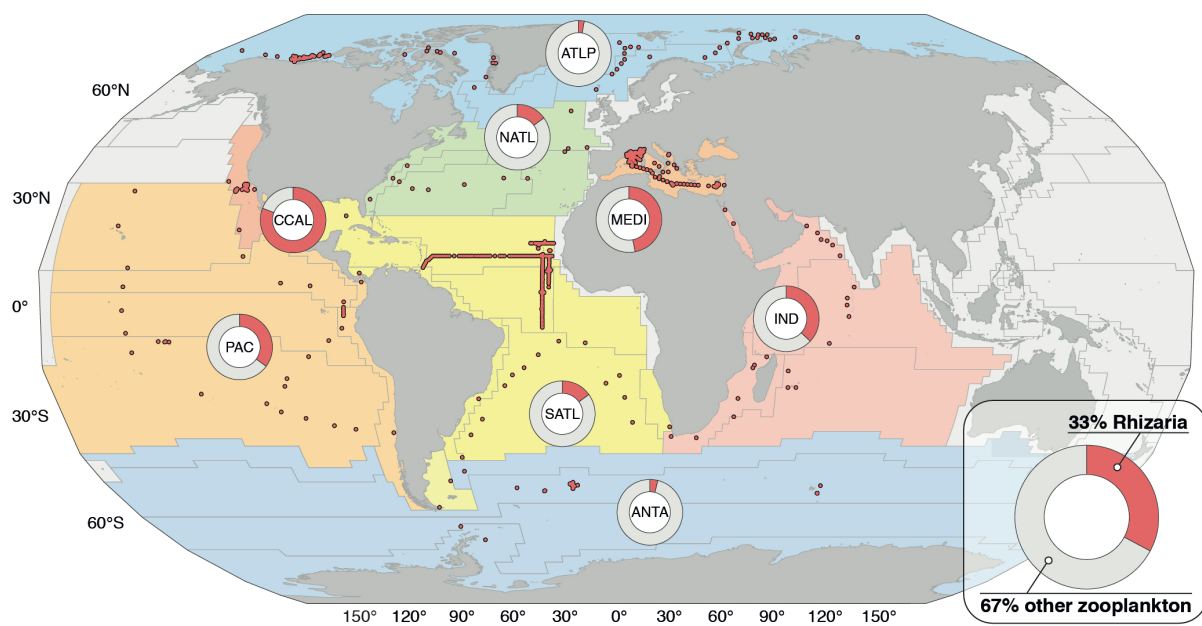 ATLP
60°N
NATL
30°N
CCAL
MEDI
0°
IND
PAC
30°S
SATL
33% Rhizaria
60°S
ANTA
67% other zooplankton
150° 120° 90° 60° 30° 0° 30° 60° 90° 120° 150°